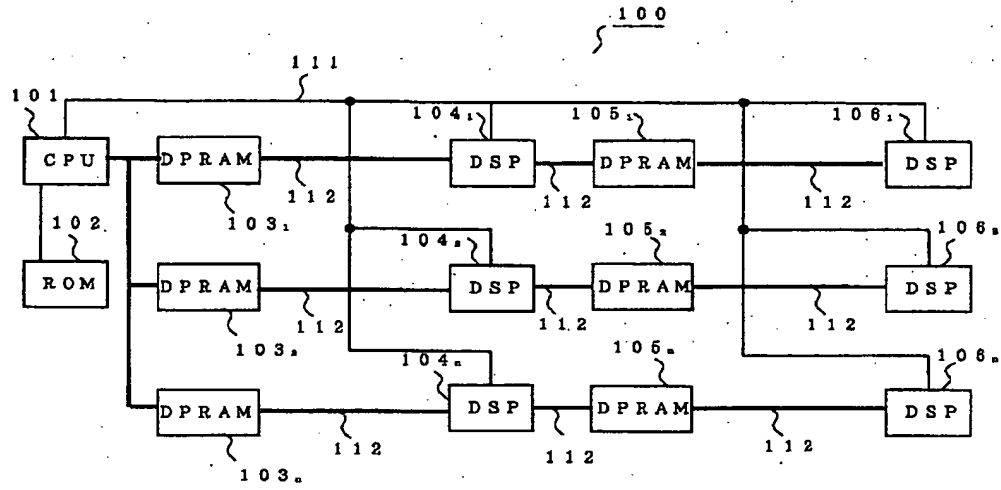 100
111
101
104₁
105₁
106₁
CPU
DPRAM
DSP
DPRAM
DSP
112
112
112
102
103₁
104₂
105₂
106₂
ROM
DPRAM
DSP
DPRAM
DSP
112
112
112
103₂
104ₙ
105ₙ
106ₙ
DPRAM
DSP
DPRAM
DSP
112
112
112
103ₙ